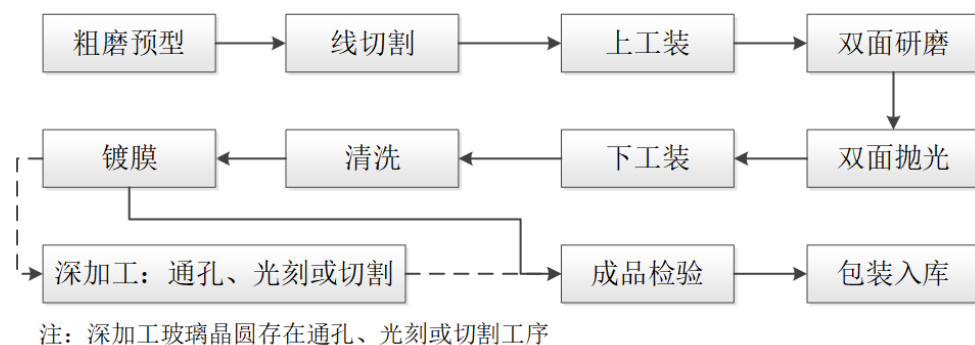 粗磨预型
线切割
上工装
双面研磨
双面抛光
下工装
清洗
镀膜
深加工：通孔、光刻或切割
成品检验
包装入库
注：深加工玻璃晶圆存在通孔、光刻或切割工序